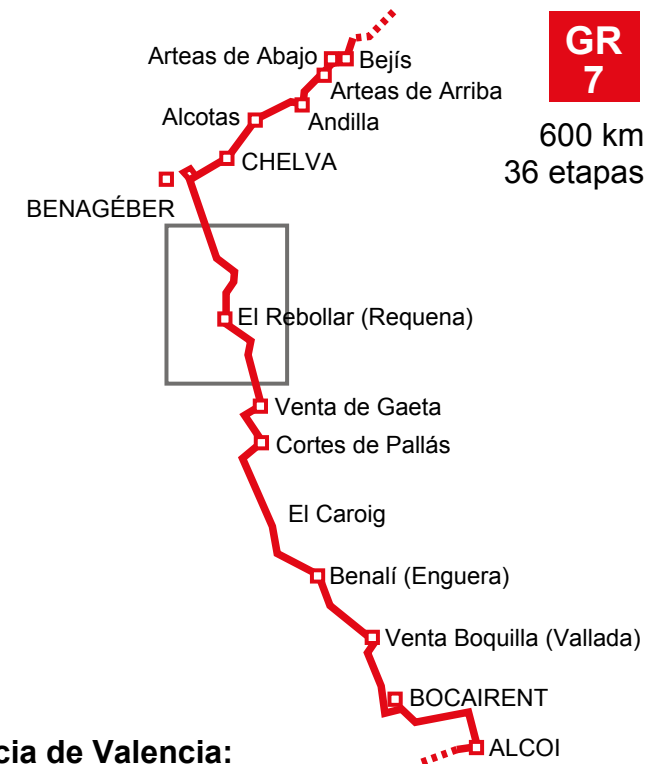 GR
7
600 km
36 etapas
Arteas de Abajo
Bejís
Arteas de Arriba
Andilla
Alcotas
CHELVA
BENAGÉBER
El Rebollar (Requena)
Venta de Gaeta
Cortes de Pallás
El Caroig
Benalí (Enguera)
Venta Boquilla (Vallada)
BOCAIRENT
ALCOI
cia de Valencia: